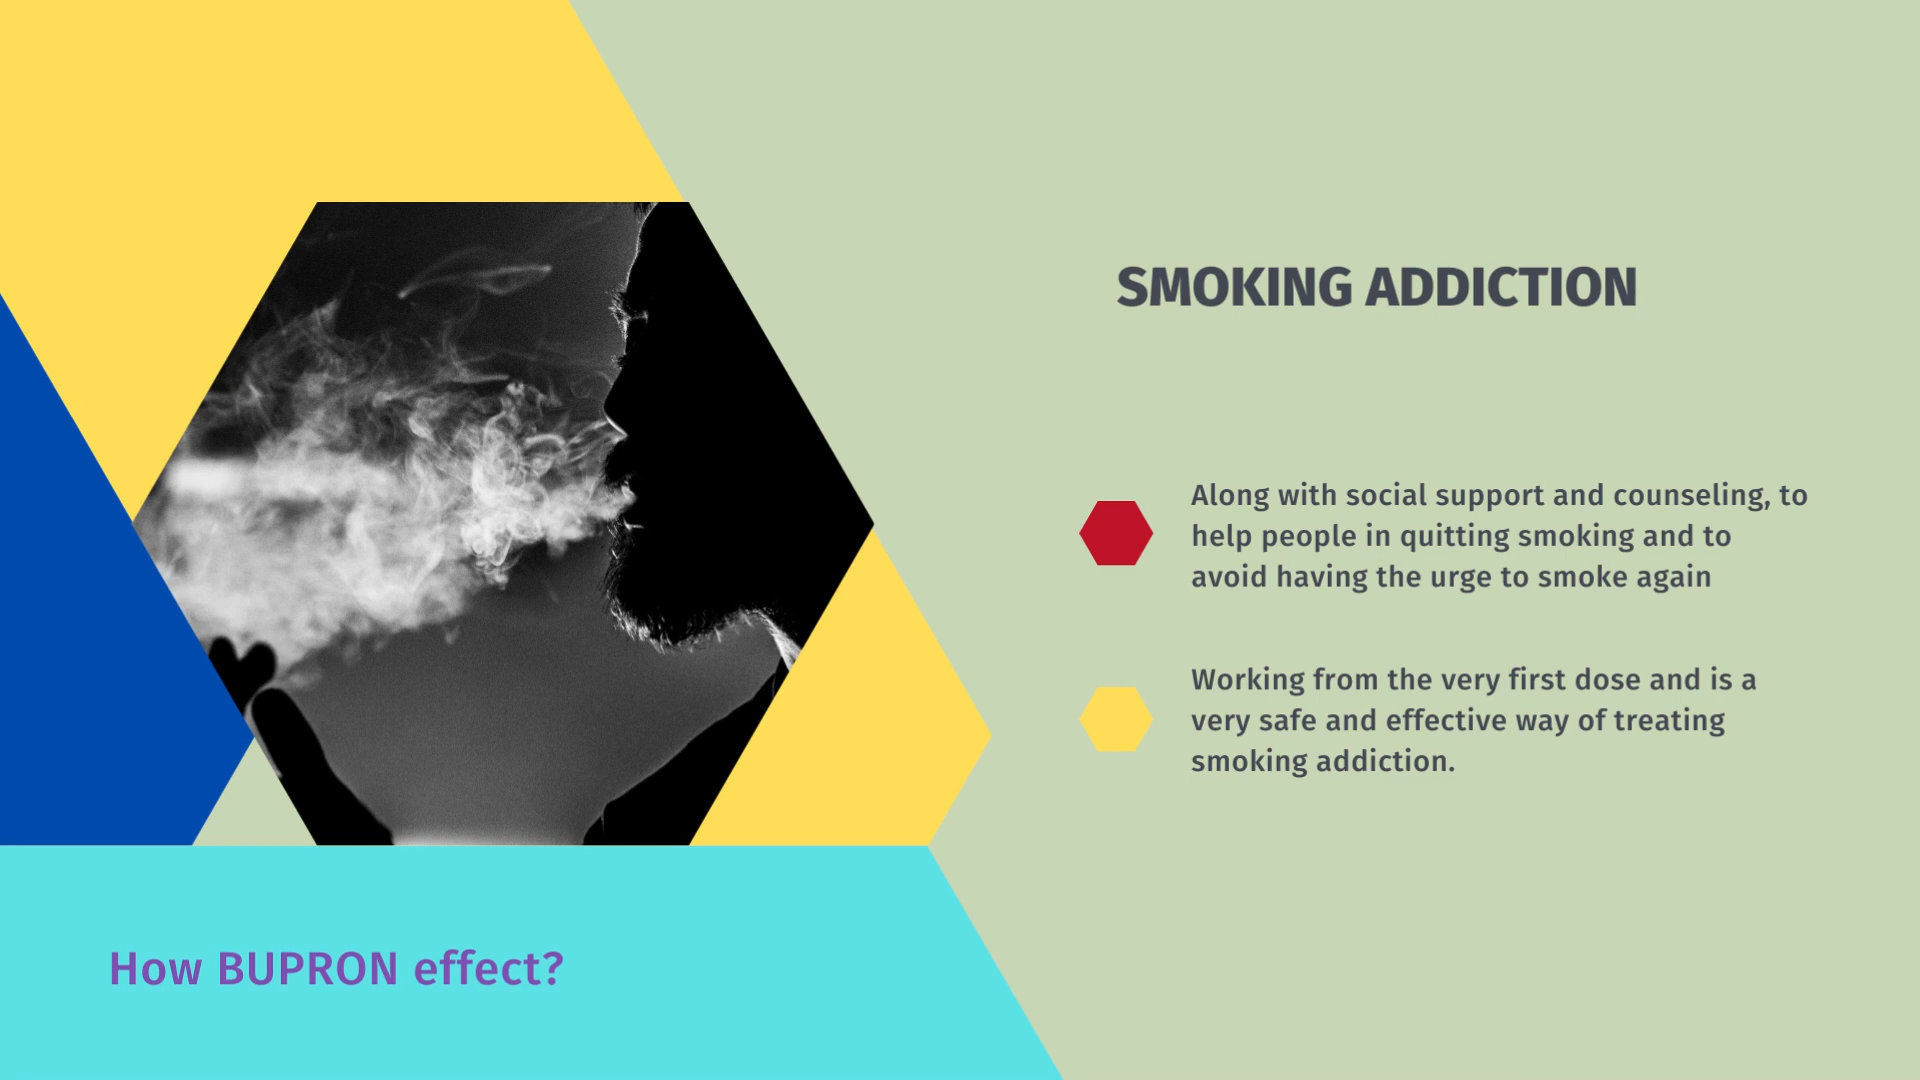 SMOKING ADDICTION
Along with social support and counseling, to
help people in quitting smoking and to
avoid having the urge to smoke again
Working from the very first dose and is a
very safe and effective way of treating
smoking addiction.
How BUPRON effect?